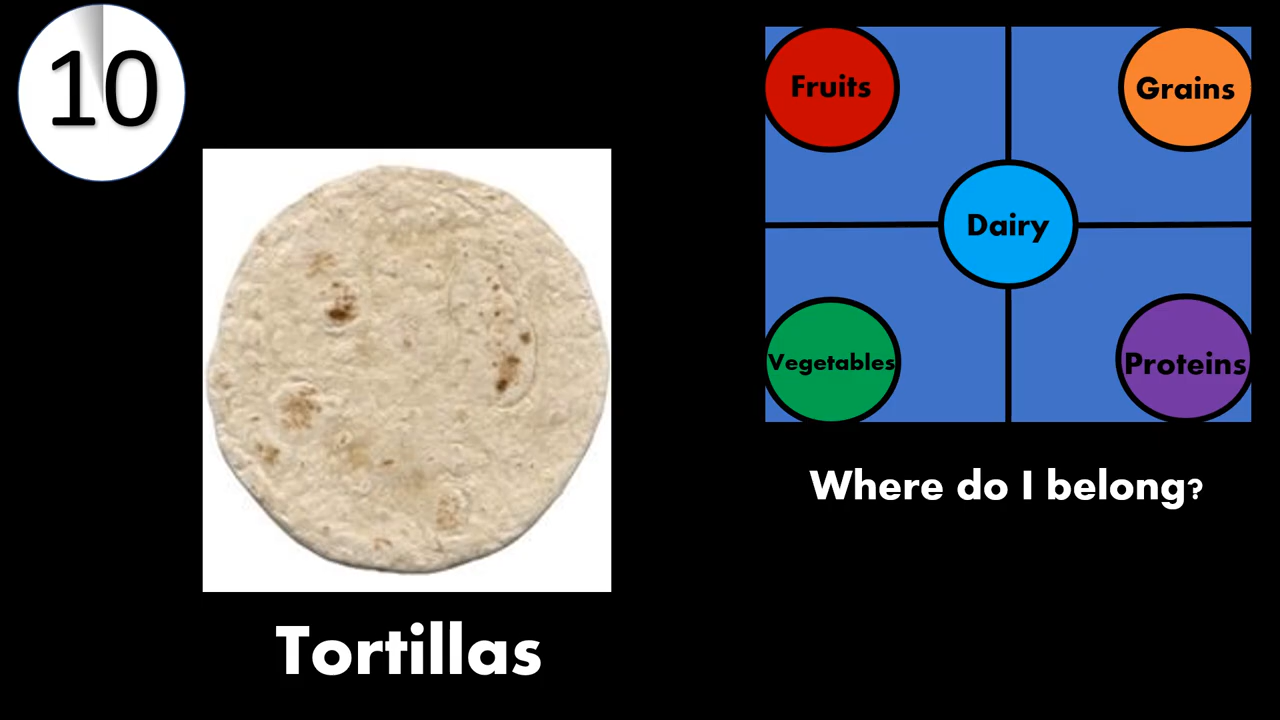 10
Fruits
Grains
Dairy
Vegetables
Proteins
Where do I belong?
Tortillas